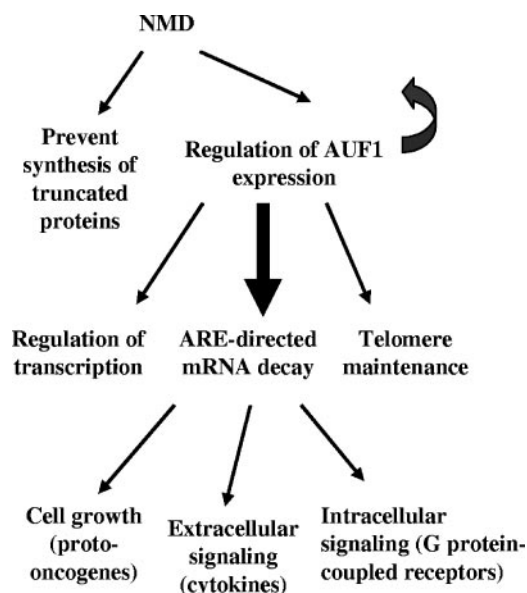 NMD
Prevent
synthesis of
truncated
proteins
Regulation of AUF1
expression
Regulation of
transcription
ARE-directed
mRNA decay
Telomere
maintenance
Cell growth
(proto-
oncogenes)
Extracellular
signaling
(cytokines)
Intracellular
signaling (G protein-
coupled receptors)